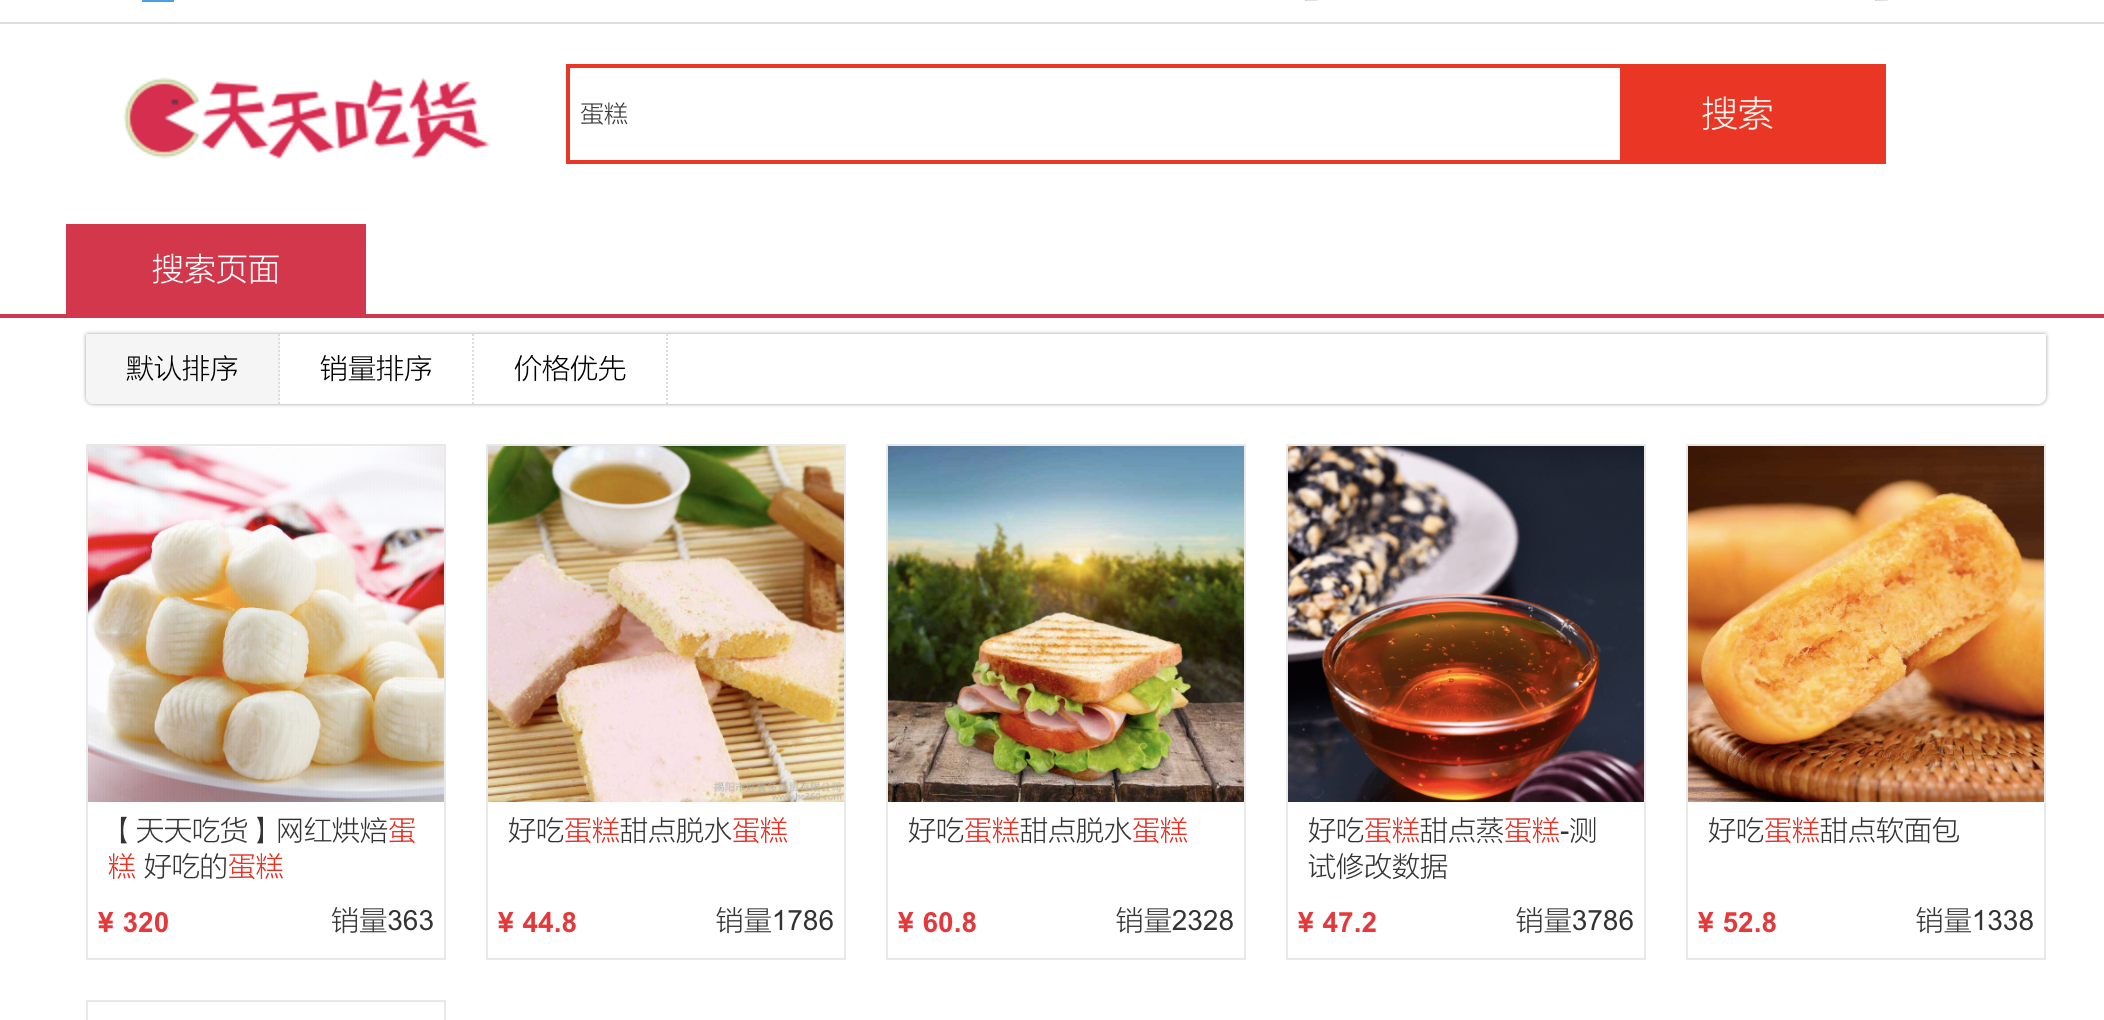 天天吃货
蛋糕
搜索
搜索页面
默认排序
销量排序
价格优先
【天天吃货】网红烘焙蛋
糕 好吃的蛋糕
¥ 320
销量363
好吃蛋糕甜点脱水蛋糕
¥ 44.8
销量1786
好吃蛋糕甜点脱水蛋糕
¥ 60.8
销量2328
好吃蛋糕甜点蒸蛋糕-测
试修改数据
¥ 47.2
销量3786
好吃蛋糕甜点软面包
¥ 52.8
销量1338